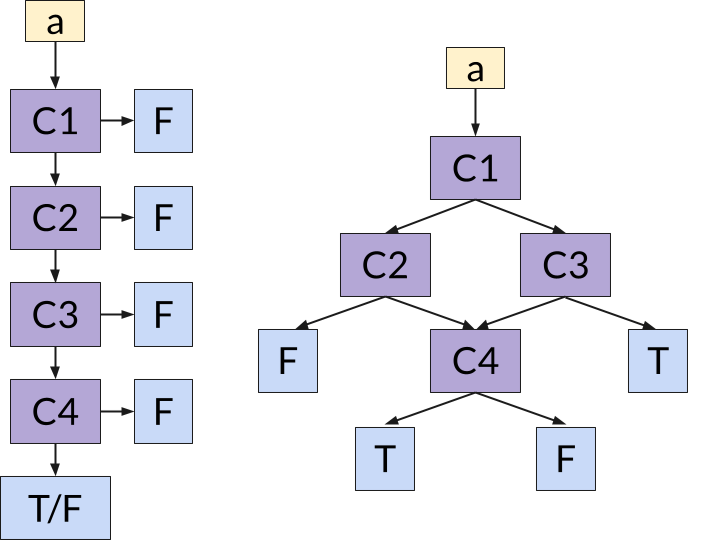 a
C1 F
C2 F
C3 F
C4 F
T/F
a
C1
C2 C3
F C4 T
T F